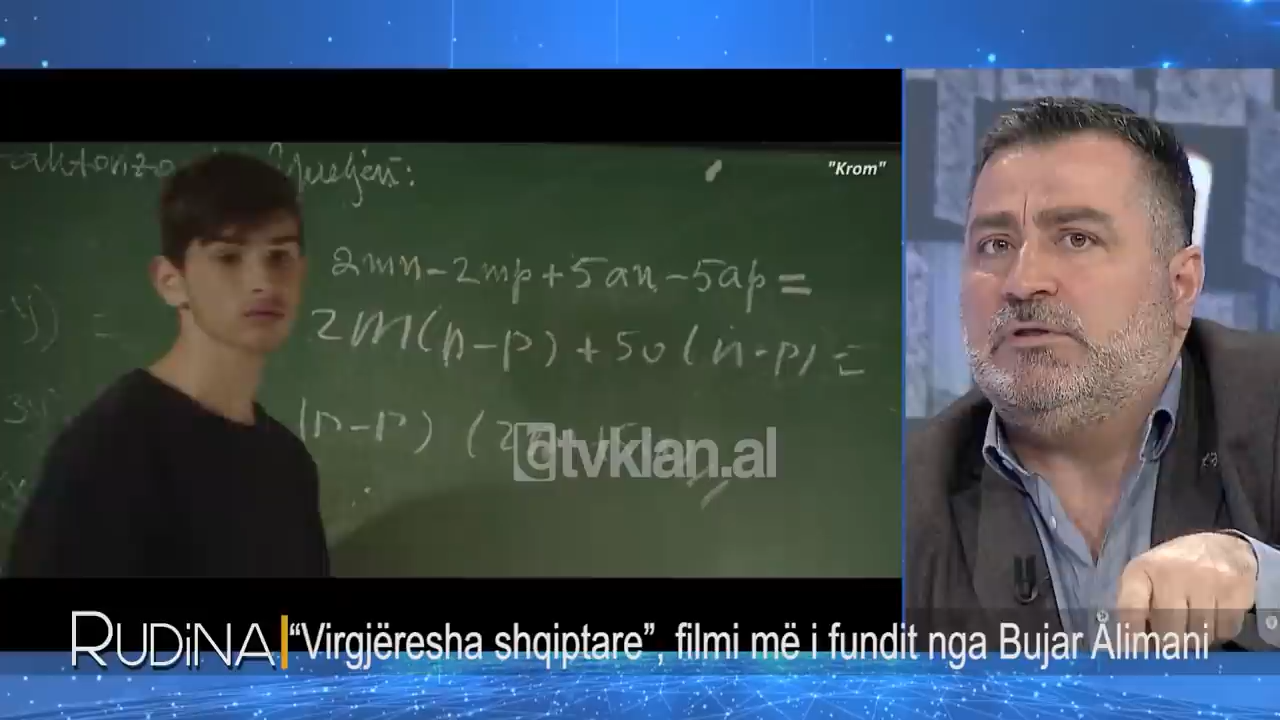 "Krom"
2mn-2mp+5an-5ap=
2m(n-p)+5a(n-p)=
(n-p)
tvklan.al
RUDiNA “Virgjëresha shqiptare”, filmi më i fundit nga Bujar Alimani